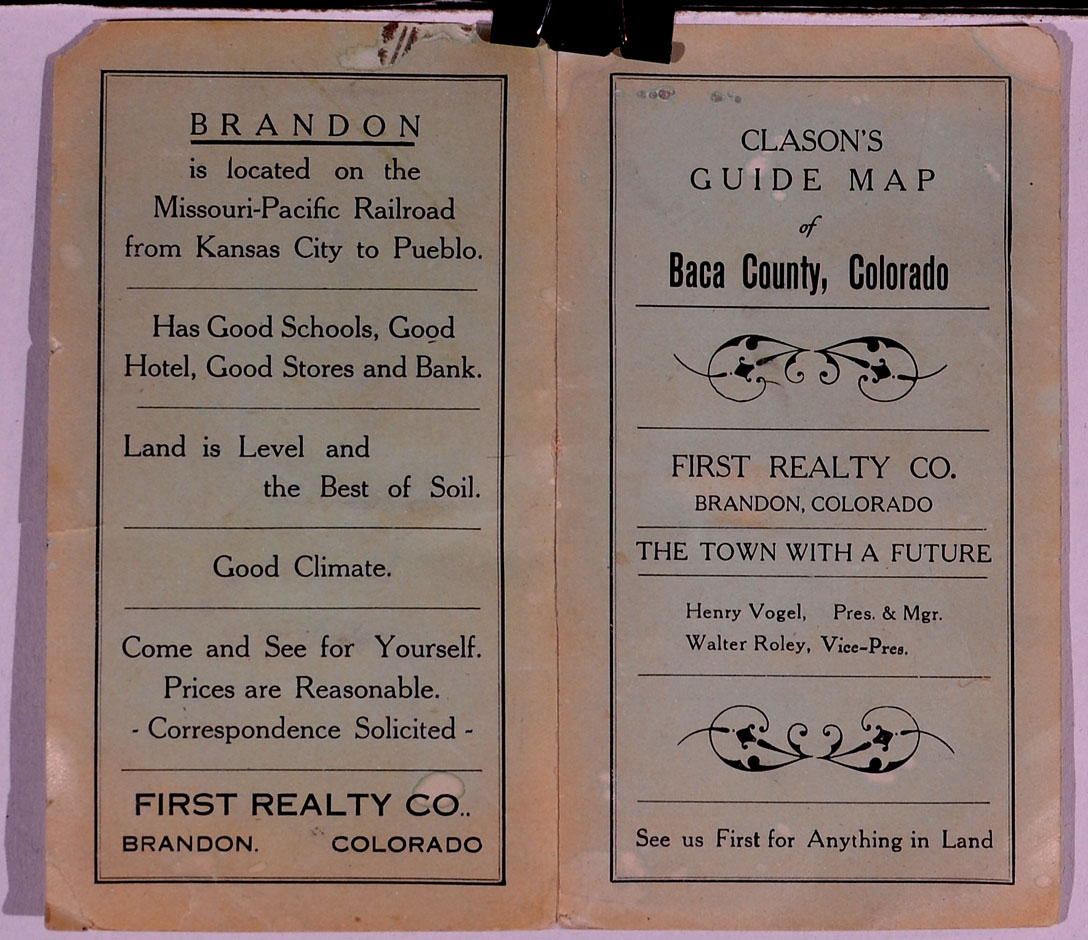 BRANDON
is located on the
Missouri-Pacific Railroad
from Kansas City to Pueblo.
Has Good Schools, Good
Hotel, Good Stores and Bank.
Land is Level and
the Best of Soil.
Good Climate.
Come and See for Yourself.
Prices are Reasonable.
- Correspondence Solicited -
FIRST REALTY CO..
BRANDON. COLORADO
CLASON'S
GUIDE MAP
of
Baca County, Colorado
FIRST REALTY CO.
BRANDON, COLORADO
THE TOWN WITH A FUTURE
Henry Vogel, Pres. & Mgr.
Walter Roley, Vice-Pres.
See us First for Anything in Land